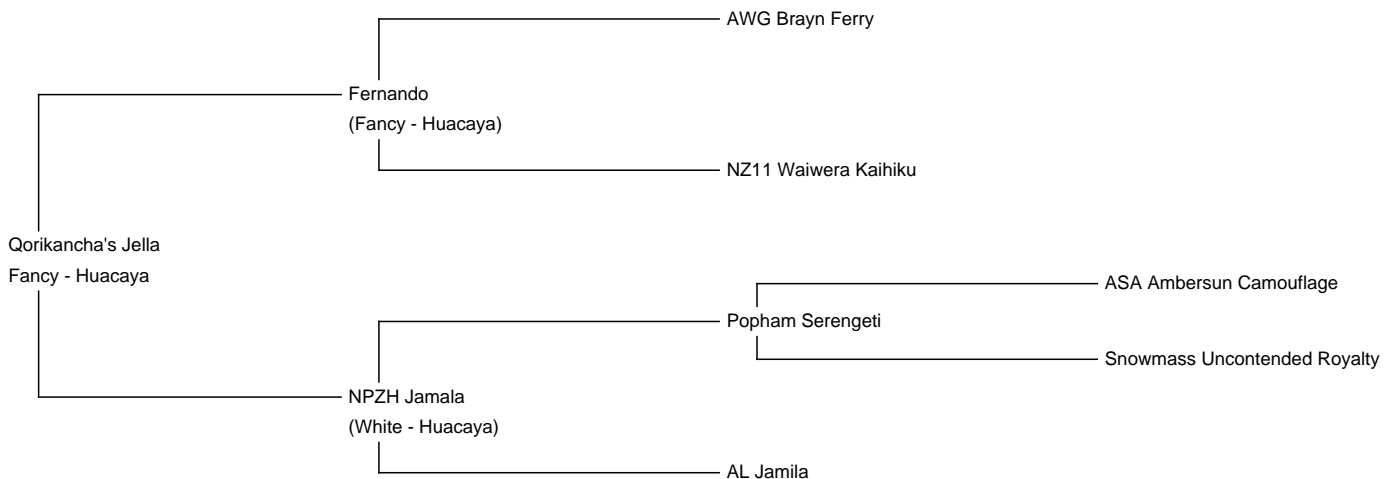 AWG Brayn Ferry
Fernando
(Fancy - Huacaya)
NZ11 Waiwera Kaihiku
Qorikancha's Jella
Fancy - Huacaya
ASA Ambersun Camouflage
Popham Serengeti
Snowmass Uncontended Royalty
NPZH Jamala
(White - Huacaya)
AL Jamila